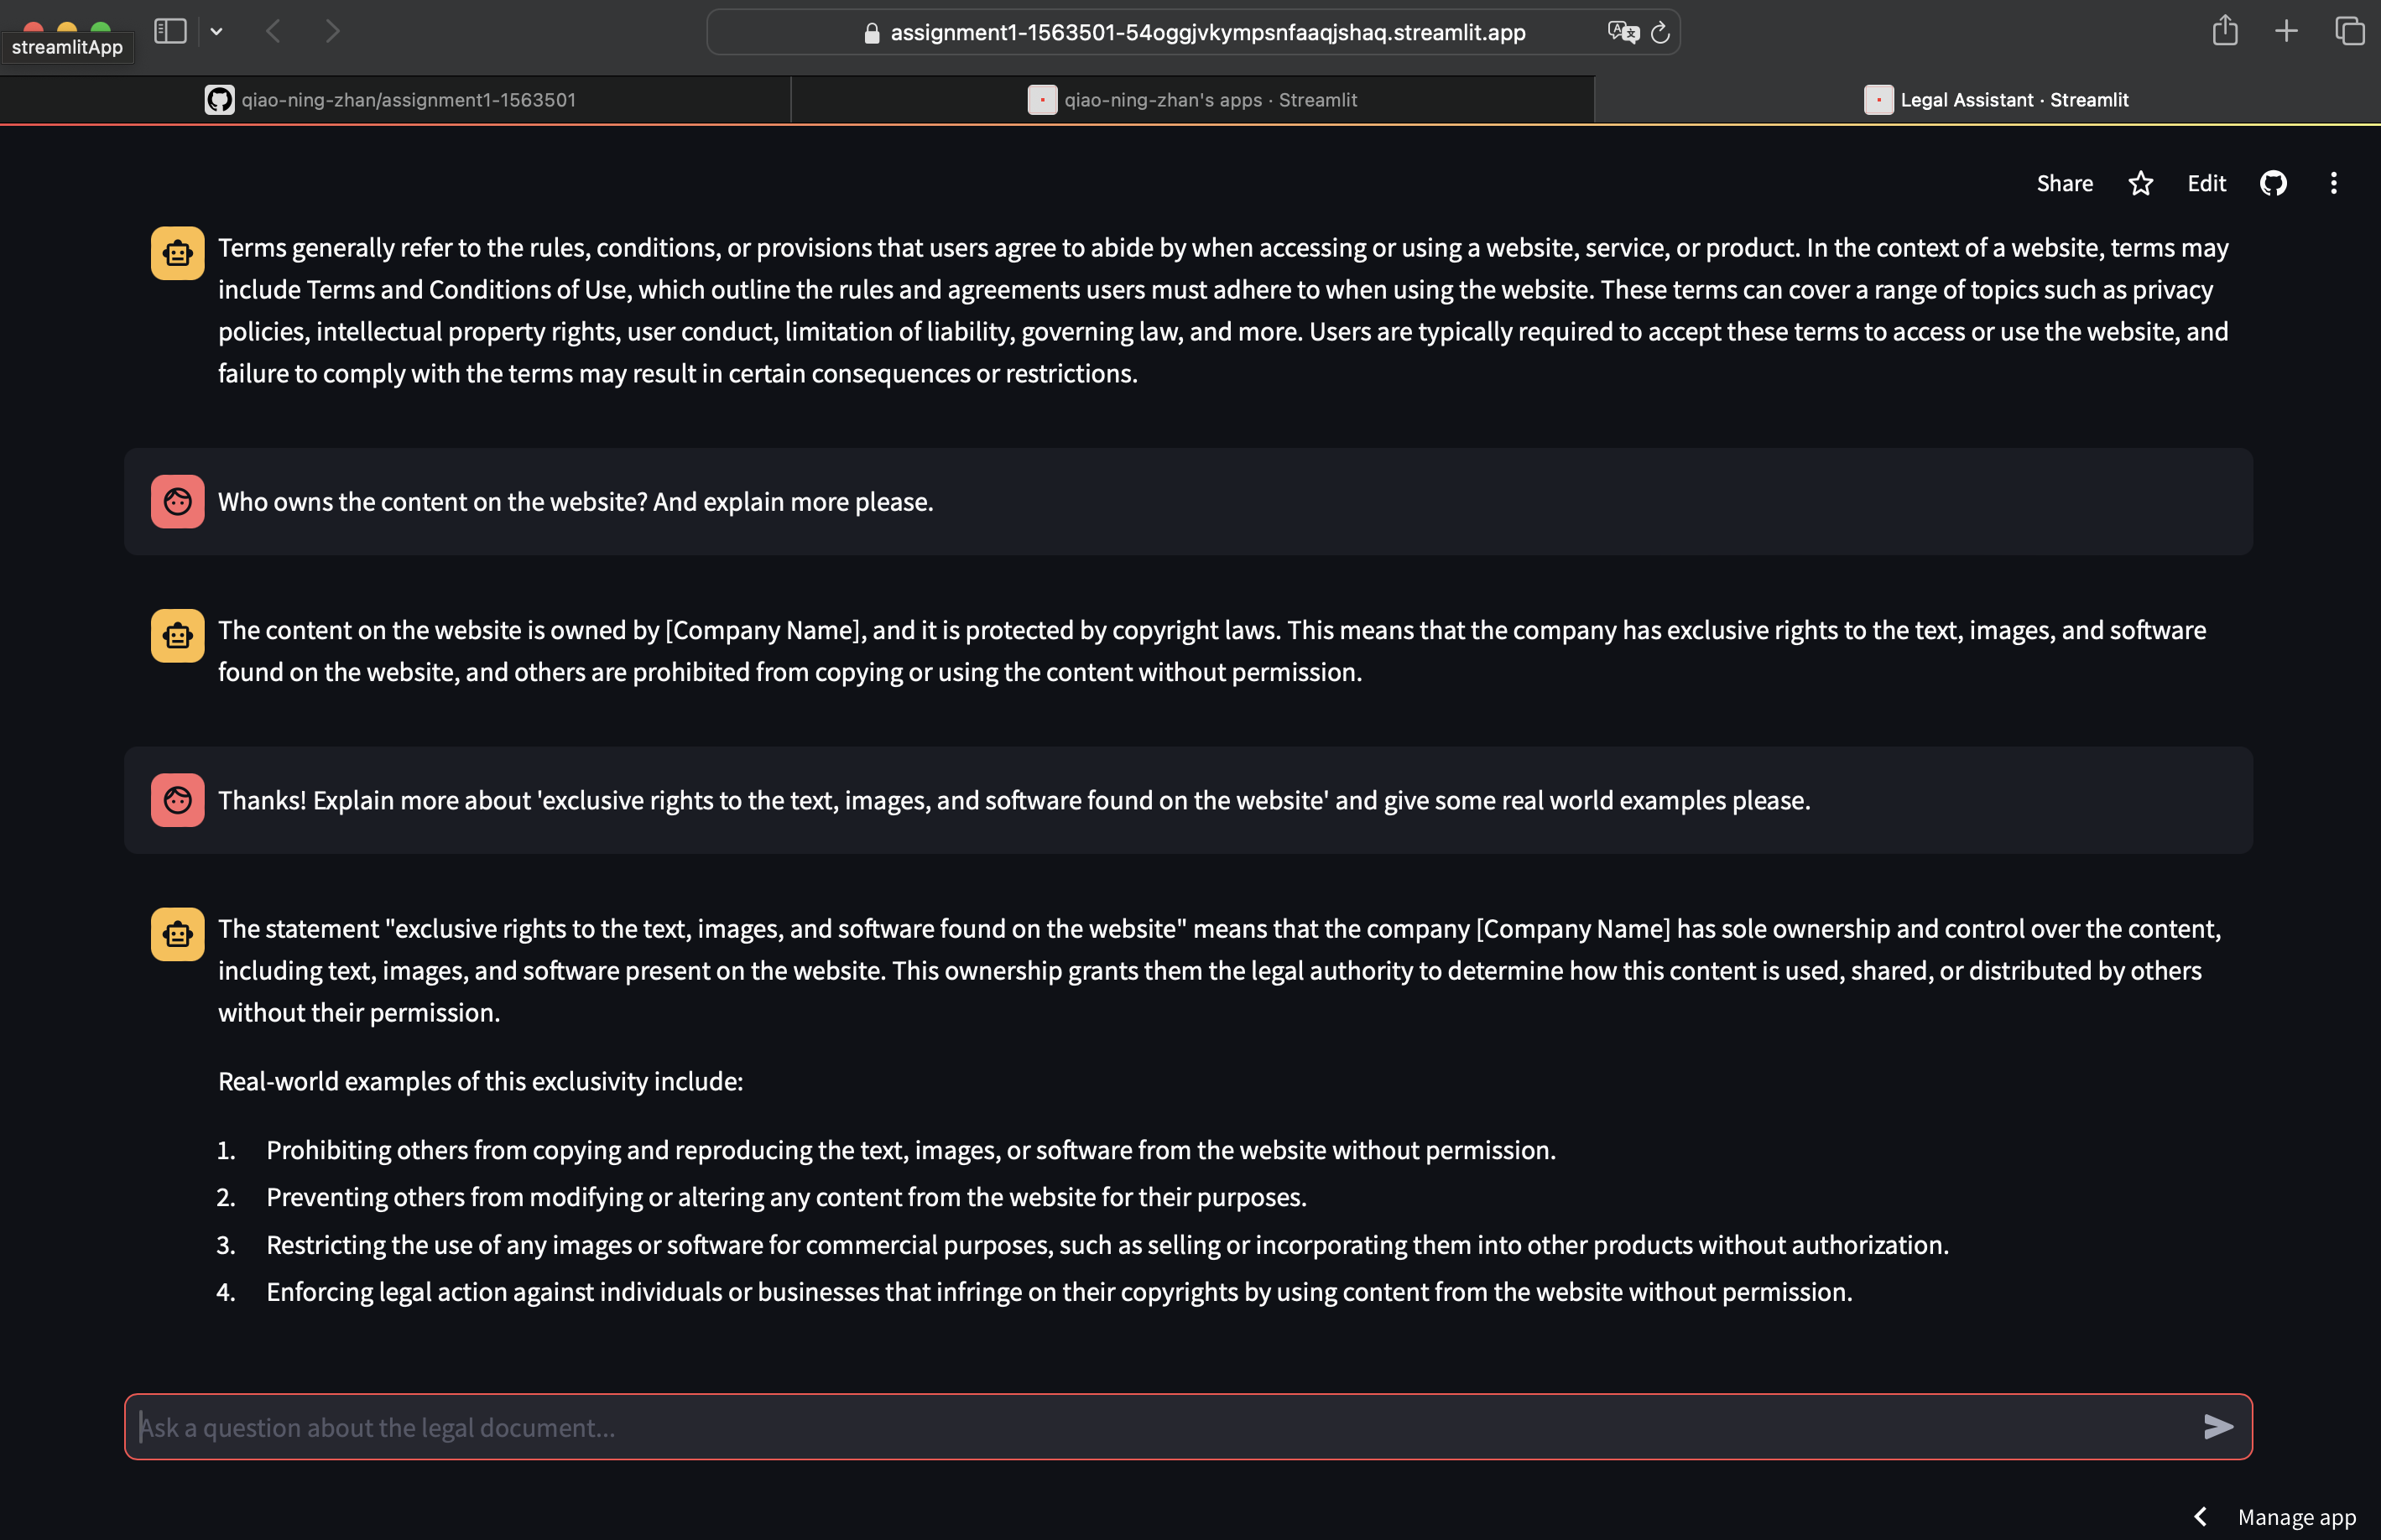 streamlitApp
assignment1-1563501-54oggjvkympsnfaaqjshaq.streamlit.app
qiao-ning-zhan/assignment1-1563501
qiao-ning-zhan's apps · Streamlit
Legal Assistant · Streamlit
Share
Edit
Terms generally refer to the rules, conditions, or provisions that users agree to abide by when accessing or using a website, service, or product. In the context of a website, terms may
include Terms and Conditions of Use, which outline the rules and agreements users must adhere to when using the website. These terms can cover a range of topics such as privacy
policies, intellectual property rights, user conduct, limitation of liability, governing law, and more. Users are typically required to accept these terms to access or use the website, and
failure to comply with the terms may result in certain consequences or restrictions.
Who owns the content on the website? And explain more please.
The content on the website is owned by [Company Name], and it is protected by copyright laws. This means that the company has exclusive rights to the text, images, and software
found on the website, and others are prohibited from copying or using the content without permission.
Thanks! Explain more about 'exclusive rights to the text, images, and software found on the website' and give some real world examples please.
The statement "exclusive rights to the text, images, and software found on the website" means that the company [Company Name] has sole ownership and control over the content,
including text, images, and software present on the website. This ownership grants them the legal authority to determine how this content is used, shared, or distributed by others
without their permission.
Real-world examples of this exclusivity include:
1. Prohibiting others from copying and reproducing the text, images, or software from the website without permission.
2. Preventing others from modifying or altering any content from the website for their purposes.
3. Restricting the use of any images or software for commercial purposes, such as selling or incorporating them into other products without authorization.
4. Enforcing legal action against individuals or businesses that infringe on their copyrights by using content from the website without permission.
Ask a question about the legal document...
Manage app